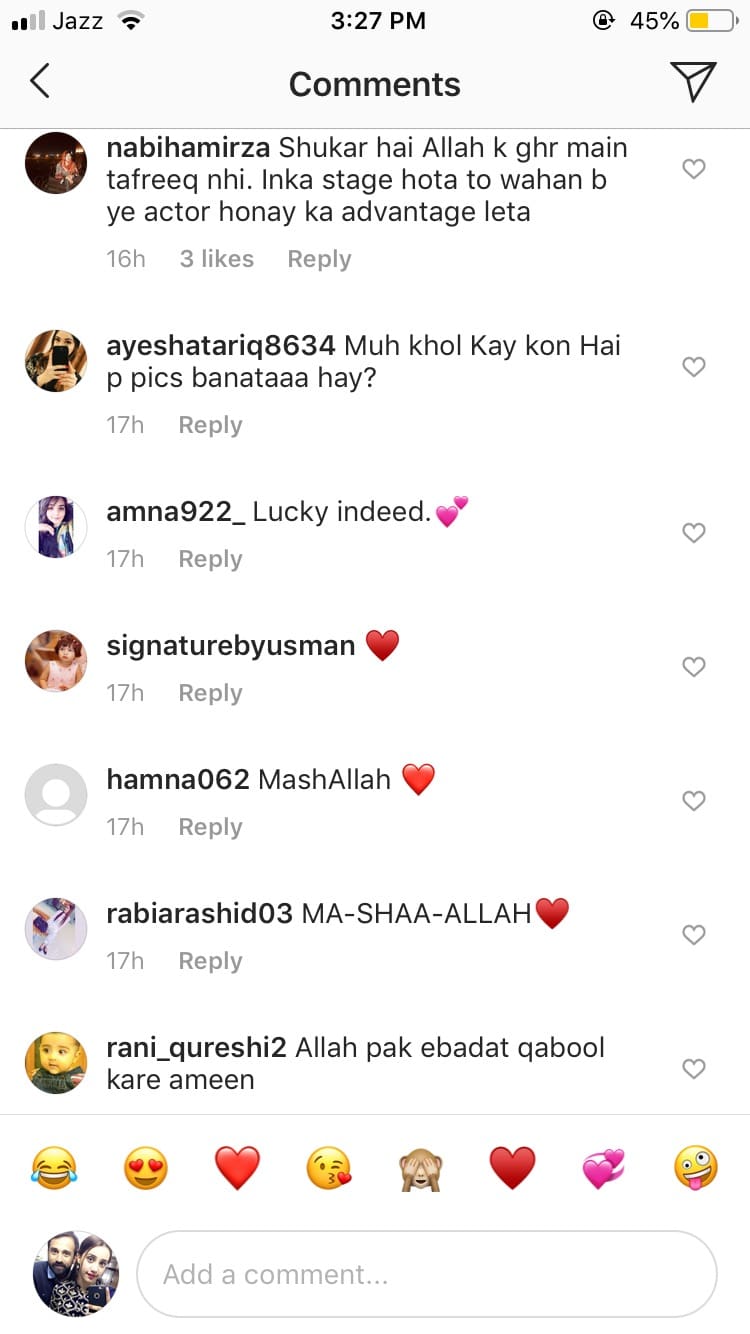 Jazz 3:27 PM 45%
Comments
nabihamirza Shukar hai Allah k ghr main
tafreeq nhi. Inka stage hota to wahan b
ye actor honay ka advantage leta
16h 3 likes Reply
ayeshatariq8634 Muh khol Kay kon Hai
p pics banataaa hay?
17h Reply
amna922_ Lucky indeed.💕
17h Reply
signaturebyusman ♥️
17h Reply
hamna062 MashAllah ❤️
17h Reply
rabiarashid03 MA-SHAA-ALLAH♥️
17h Reply
rani_qureshi2 Allah pak ebadat qabool
kare ameen
😂 😍 ❤️ 😘 🙈 ♥️ 💞 🤪
Add a comment...